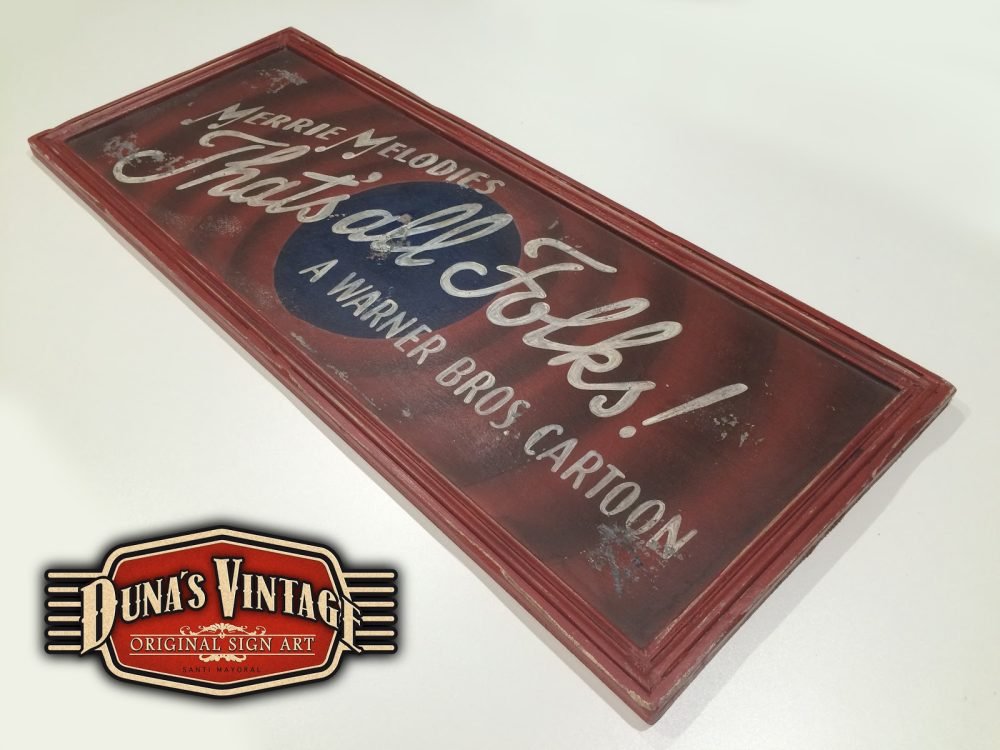 MERRIE MELODIES
That's all Folks!
A WARNER BROS. CARTOON
DUNA'S VINTAGE
ORIGINAL SIGN ART
SANTI MAYORAL